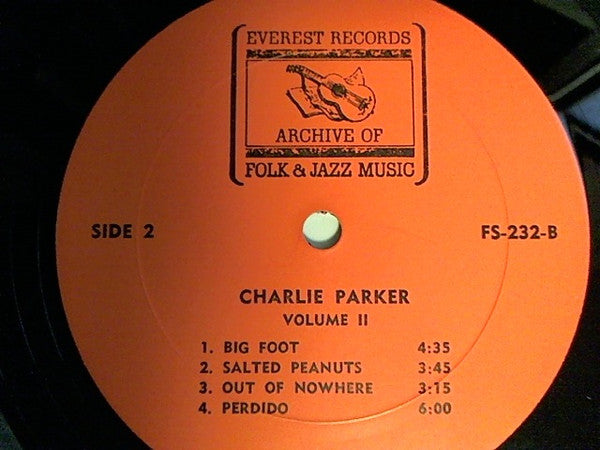 EVEREST RECORDS
ARCHIVE OF
FOLK & JAZZ MUSIC
SIDE 2 FS-232-B
CHARLIE PARKER
VOLUME II
1. BIG FOOT 4:35
2. SALTED PEANUTS 3:45
3. OUT OF NOWHERE 3:15
4. PERDIDO 6:00